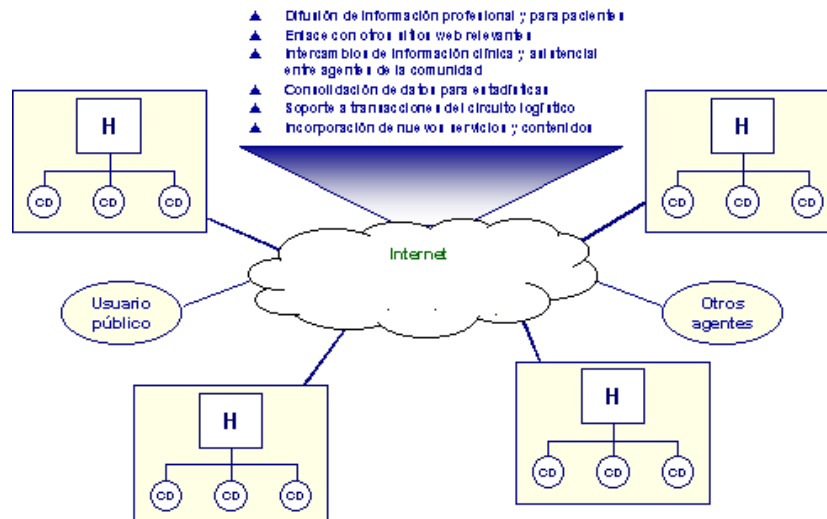 Difusión de información profesional y para pacientes
Enlace con otros sitios web relevantes
Intercambios de información clínica y asistencial
entre agentes de la comunidad
Consolidación de datos para estadísticas
Soporte a transacciones del circuito logístico
Incorporación de nuevos servicios y contenidos
H
CD CD CD
H
CD CD CD
Internet
Usuario
público
Otros
agentes
H
CD CD CD
H
CD CD CD